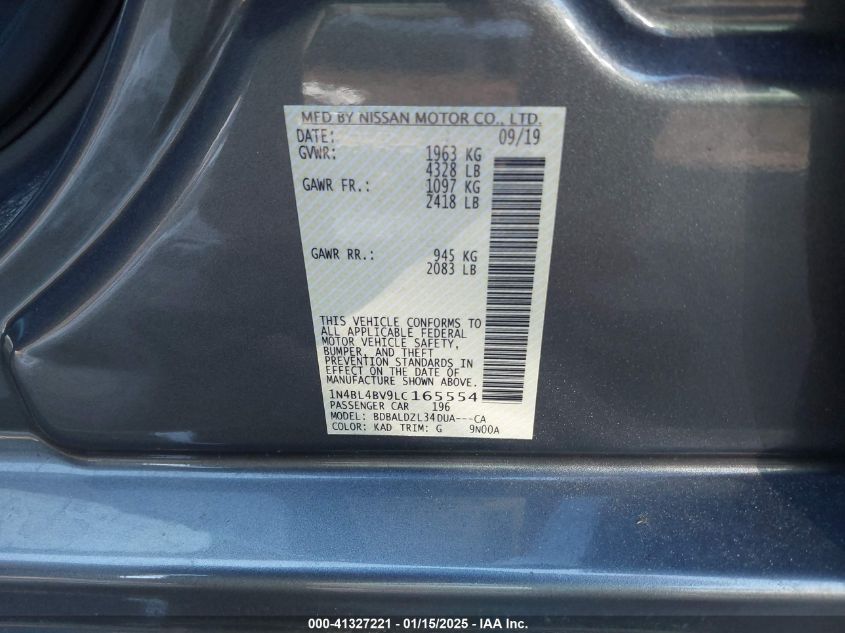 MFD BY NISSAN MOTOR CO., LTD.
DATE: 09/19
GVWR: 1963 KG
4328 LB
GAWR FR.: 1097 KG
2418 LB
GAWR RR.: 945 KG
2083 LB
THIS VEHICLE CONFORMS TO
ALL APPLICABLE FEDERAL
MOTOR VEHICLE SAFETY,
BUMPER, AND THEFT
PREVENTION STANDARDS IN
EFFECT ON THE DATE OF
MANUFACTURE SHOWN ABOVE.
1N4BL4BV9LC165554
PASSENGER CAR 196
MODEL: BDBALDZL34DUA---CA
COLOR: KAD TRIM: G 9N00A
000-41327221 - 01/15/2025 - IAA Inc.